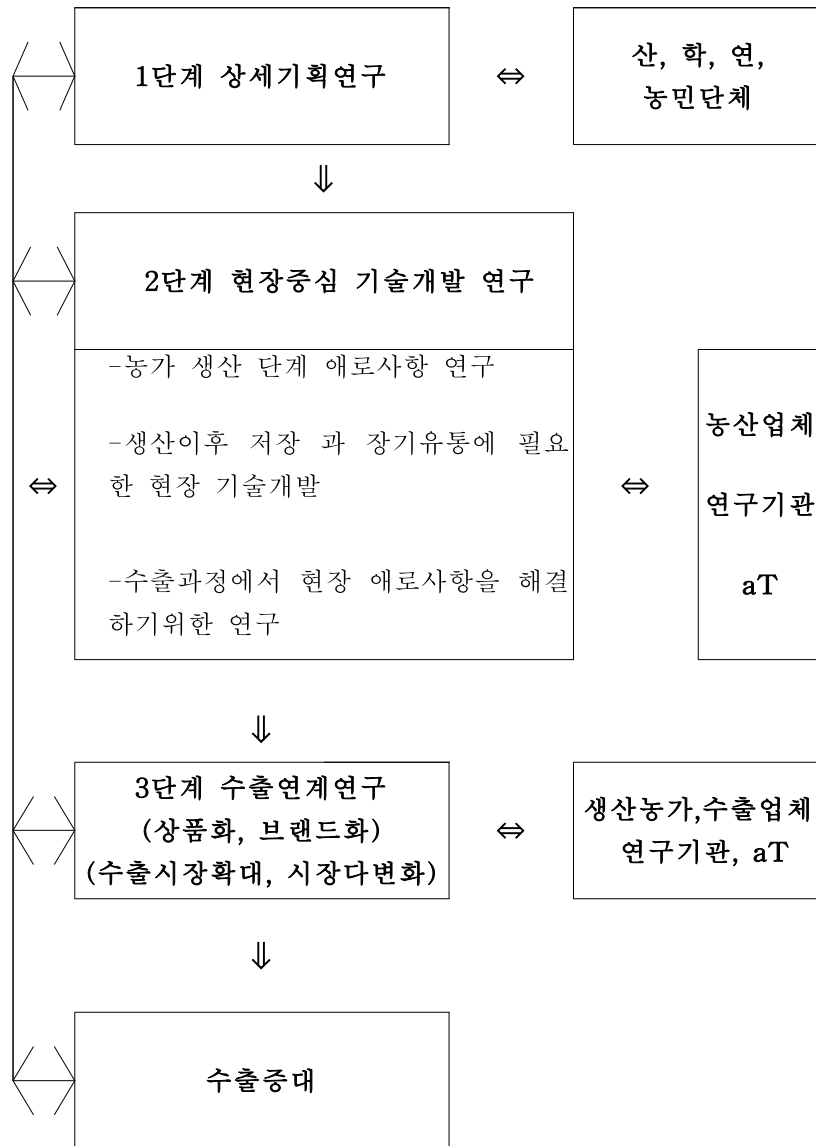 1단계 상세기획연구
⇔
산, 학, 연,
농민단체
⇓
2단계 현장중심 기술개발 연구
-농가 생산 단계 애로사항 연구
-생산이후 저장 과 장기유통에 필요
한 현장 기술개발
-수출과정에서 현장 애로사항을 해결
하기위한 연구
⇔
⇔
농산업체
연구기관
aT
⇓
3단계 수출연계연구
(상품화, 브랜드화)
(수출시장확대, 시장다변화)
⇔
생산농가,수출업체
연구기관, aT
⇓
수출증대